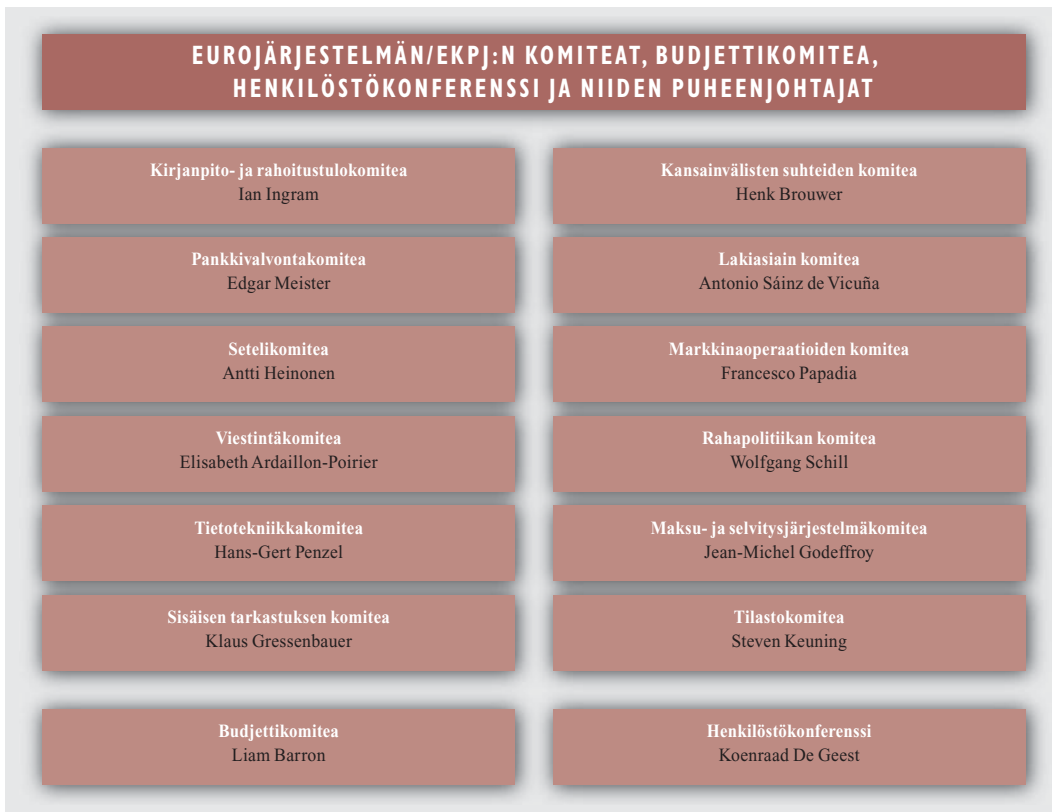 EUROJÄRJESTELMÄN/EKPJ:N KOMITEAT, BUDJETTIKOMITEA,
HENKILÖSTÖKONFERENSSI JA NIIDEN PUHEENJOHTAJAT
Kirjanpito- ja rahoitustulokomitea
Ian Ingram
Kansainvälisten suhteiden komitea
Henk Brouwer
Pankkivalvontakomitea
Edgar Meister
Lakiasiain komitea
Antonio Sáinz de Vicuña
Setelikomitea
Antti Heinonen
Markkinaoperaatioiden komitea
Francesco Papadia
Viestintäkomitea
Elisabeth Ardaillon-Poirier
Rahapolitiikan komitea
Wolfgang Schill
Tietotekniikkakomitea
Hans-Gert Penzel
Maksu- ja selvitysjärjestelmäkomitea
Jean-Michel Godeffroy
Sisäisen tarkastuksen komitea
Klaus Gressenbauer
Tilastokomitea
Steven Keuning
Budjettikomitea
Liam Barron
Henkilöstökonferenssi
Koenraad De Geest